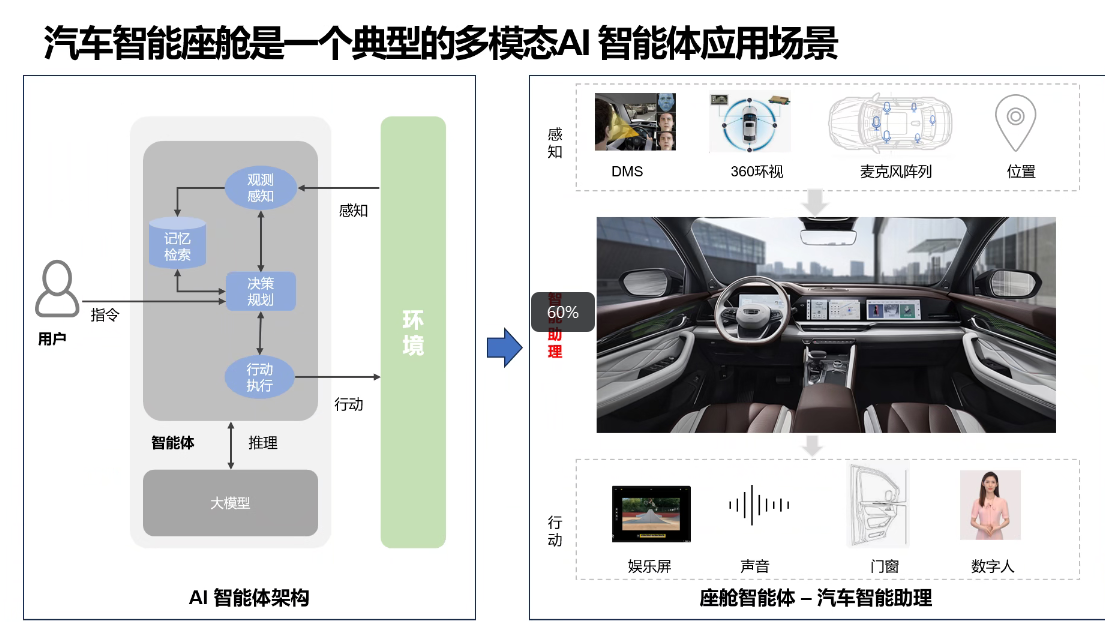 汽车智能座舱是一个典型的多模态AI 智能体应用场景
观测
感知
感知
记忆
检索
决策
规划
指令
用户
环
境
行动
执行
行动
智能体
推理
大模型
AI 智能体架构
感
知
DMS
360环视
麦克风阵列
位置
60%
助
理
行
动
娱乐屏
声音
门窗
数字人
座舱智能体 – 汽车智能助理